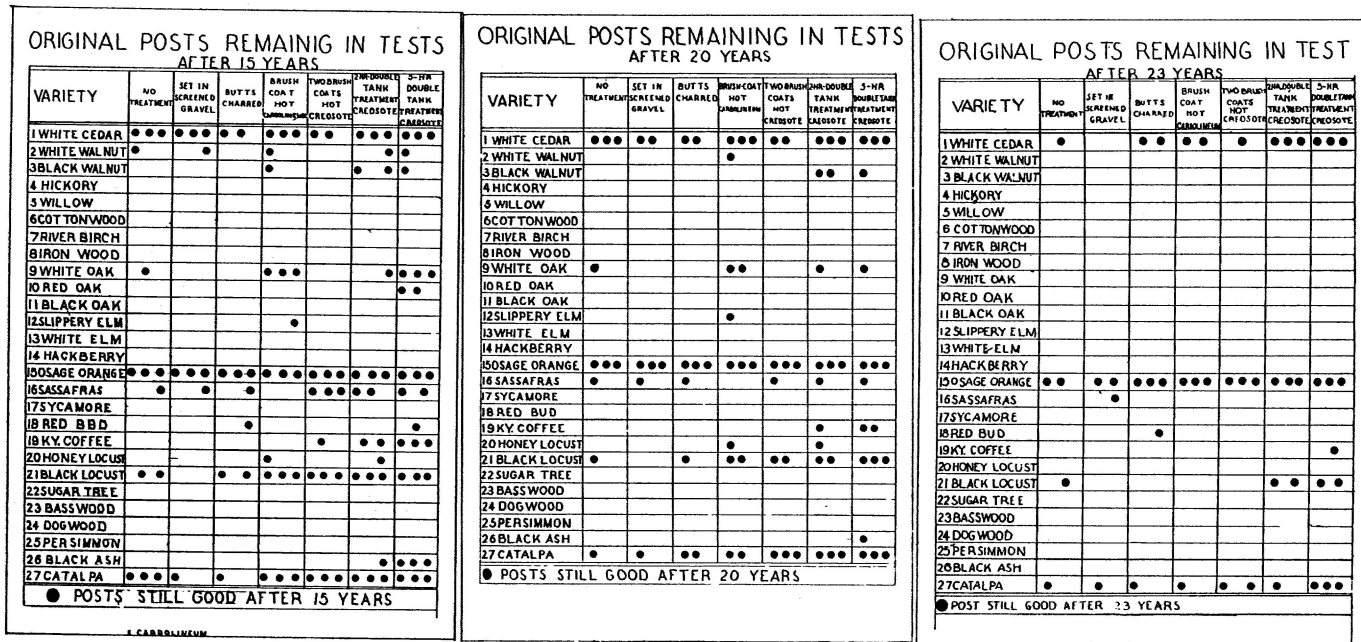 ORIGINAL POSTS REMAINIG IN TESTS
AFTER 15 YEARS
VARIETY
NO TREATMENT
SET IN SCREENED GRAVEL
BUTTS CHARRED
BRUSH COAT HOT CARBOLINEUM
TWO BRUSH COATS HOT CREOSOTE
2HR-DOUBLE TANK TREATMENT CREOSOTE
5-HR DOUBLE TANK TREATMENT CREOSOTE
1 WHITE CEDAR
2 WHITE WALNUT
3 BLACK WALNUT
4 HICKORY
5 WILLOW
6 COTTONWOOD
7 RIVER BIRCH
8 IRON WOOD
9 WHITE OAK
10 RED OAK
11 BLACK OAK
12 SLIPPERY ELM
13 WHITE ELM
14 HACKBERRY
15 OSAGE ORANGE
16 SASSAFRAS
17 SYCAMORE
18 RED BBD
19 KY. COFFEE
20 HONEY LOCUST
21 BLACK LOCUST
22 SUGAR TREE
23 BASSWOOD
24 DOGWOOD
25 PERSIMMON
26 BLACK ASH
27 CATALPA
● POSTS STILL GOOD AFTER 15 YEARS
ORIGINAL POSTS REMAINING IN TESTS
AFTER 20 YEARS
VARIETY
NO TREATMENT
SET IN SCREENED GRAVEL
BUTTS CHARRED
BRUSH-COAT HOT CARBOLINEUM
TWO BRUSH COATS HOT CREOSOTE
2HR-DOUBLE TANK TREATMENT CREOSOTE
5-HR DOUBLE TANK TREATMENT CREOSOTE
1 WHITE CEDAR
2 WHITE WALNUT
3 BLACK WALNUT
4 HICKORY
5 WILLOW
6 COTTONWOOD
7 RIVER BIRCH
8 IRON WOOD
9 WHITE OAK
10 RED OAK
11 BLACK OAK
12 SLIPPERY ELM
13 WHITE ELM
14 HACKBERRY
15 OSAGE ORANGE
16 SASSAFRAS
17 SYCAMORE
18 RED BUD
19 KY. COFFEE
20 HONEY LOCUST
21 BLACK LOCUST
22 SUGAR TREE
23 BASSWOOD
24 DOGWOOD
25 PERSIMMON
26 BLACK ASH
27 CATALPA
● POSTS STILL GOOD AFTER 20 YEARS
ORIGINAL POSTS REMAINING IN TEST
AFTER 23 YEARS
VARIETY
NO TREATMENT
SET IN SCREENED GRAVEL
BUTTS CHARRED
BRUSH COAT HOT CARBOLINEUM
TWO BRUSH COATS HOT CREOSOTE
2HR-DOUBLE TANK TREATMENT CREOSOTE
5-HR DOUBLE TANK TREATMENT CREOSOTE
1 WHITE CEDAR
2 WHITE WALNUT
3 BLACK WALNUT
4 HICKORY
5 WILLOW
6 COTTONWOOD
7 RIVER BIRCH
8 IRON WOOD
9 WHITE OAK
10 RED OAK
11 BLACK OAK
12 SLIPPERY ELM
13 WHITE-ELM
14 HACKBERRY
15 OSAGE ORANGE
16 SASSAFRAS
17 SYCAMORE
18 RED BUD
19 KY. COFFEE
20 HONEY LOCUST
21 BLACK LOCUST
22 SUGAR TREE
23 BASSWOOD
24 DOGWOOD
25 PERSIMMON
26 BLACK ASH
27 CATALPA
● POST STILL GOOD AFTER 23 YEARS